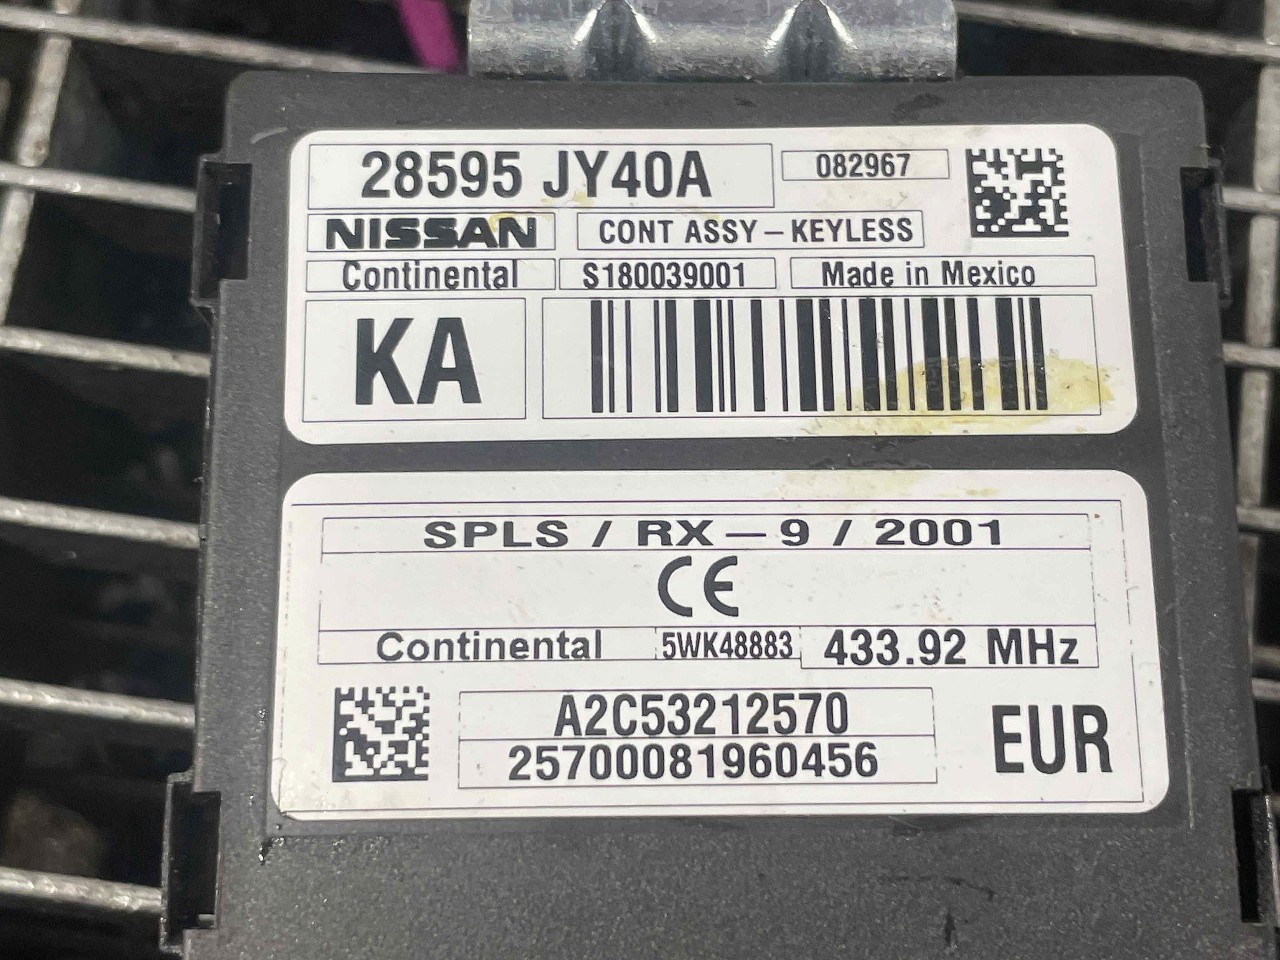 28595 JY40A
082967
NISSAN
CONT ASSY – KEYLESS
Continental
S180039001
Made in Mexico
KA
SPLS / RX – 9 / 2001
CE
Continental
5WK48883
433.92 MHz
A2C53212570
25700081960456
EUR